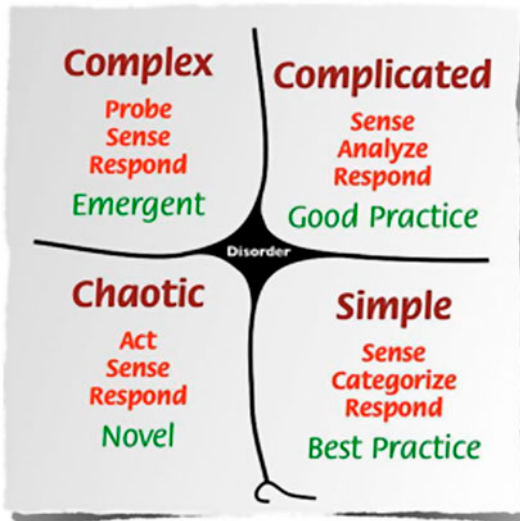 Complex
Probe
Sense
Respond
Emergent
Complicated
Sense
Analyze
Respond
Good Practice
Disorder
Chaotic
Act
Sense
Respond
Novel
Simple
Sense
Categorize
Respond
Best Practice